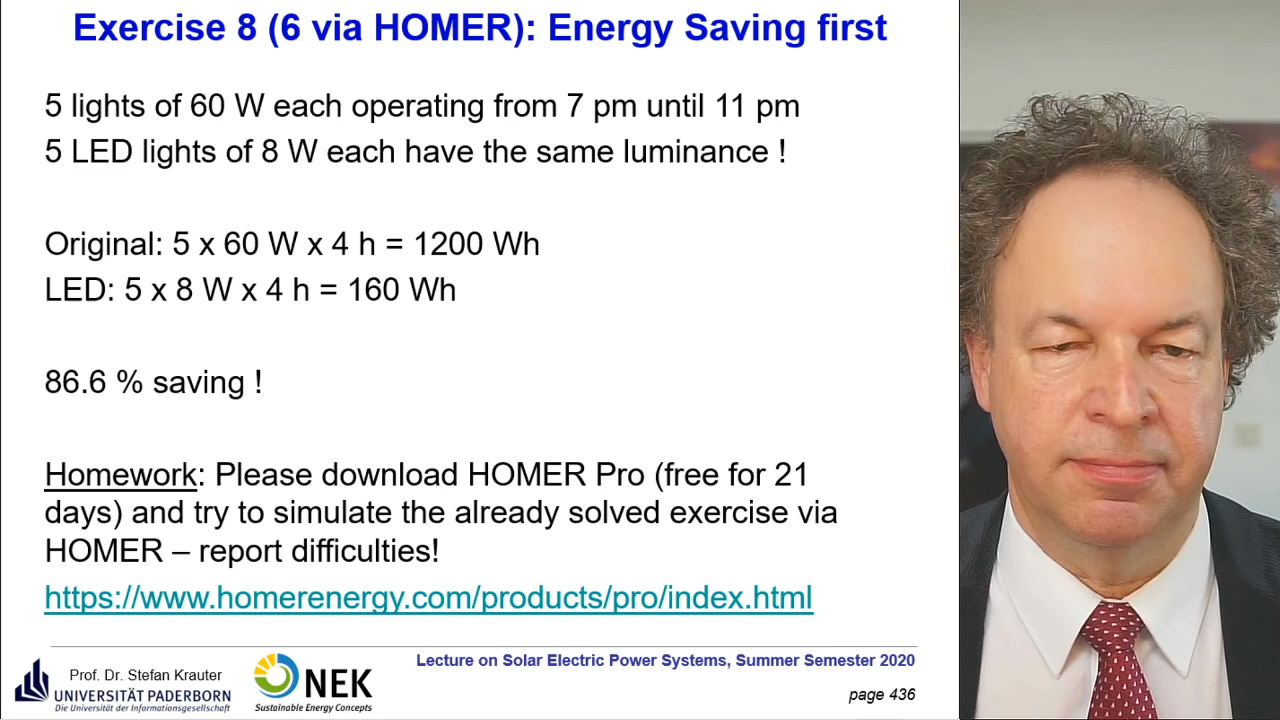 Exercise 8 (6 via HOMER): Energy Saving first
5 lights of 60 W each operating from 7 pm until 11 pm
5 LED lights of 8 W each have the same luminance !
Original: 5 x 60 W x 4 h = 1200 Wh
LED: 5 x 8 W x 4 h = 160 Wh
86.6 % saving !
Homework: Please download HOMER Pro (free for 21
days) and try to simulate the already solved exercise via
HOMER – report difficulties!
https://www.homerenergy.com/products/pro/index.html
Prof. Dr. Stefan Krauter
UNIVERSITÄT PADERBORN
Die Universität der Informationsgesellschaft
NEK
Sustainable Energy Concepts
Lecture on Solar Electric Power Systems, Summer Semester 2020
page 436